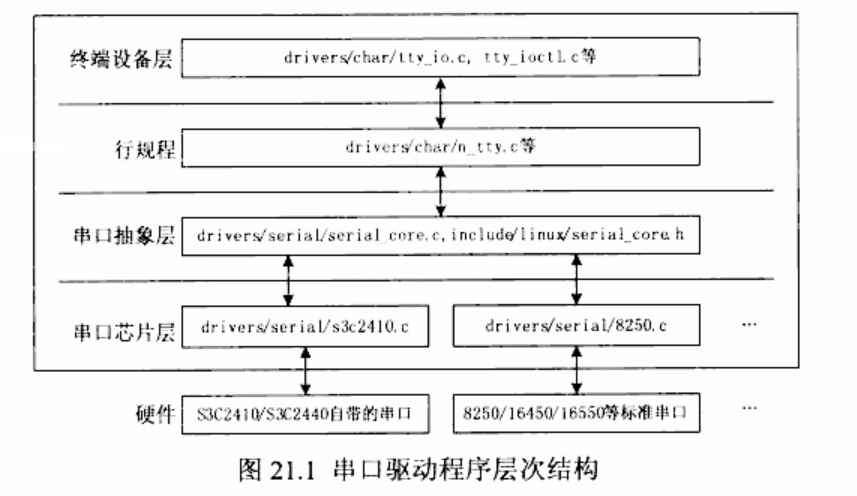 终端设备层 drivers/char/tty_io.c, tty_ioctl.c等
行规程 drivers/char/n_tty.c等
串口抽象层 drivers/serial/serial_core.c,include/linux/serial_core.h
串口芯片层 drivers/serial/s3c2410.c drivers/serial/8250.c ...
硬件 S3C2410/S3C2440自带的串口 8250/16450/16550等标准串口 ...
图 21.1 串口驱动程序层次结构